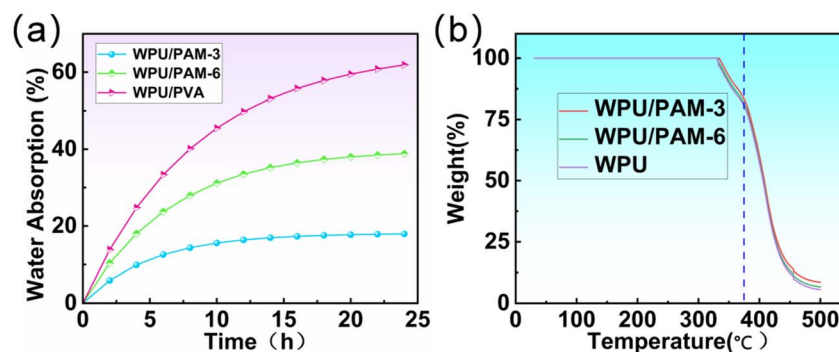 (a)
WPU/PAM-3
WPU/PAM-6
WPU/PVA
Water Absorption (%)
60
40
20
0
0 5 10 15 20 25
Time（h）
(b)
WPU/PAM-3
WPU/PAM-6
WPU
Weight(%)
100
75
50
25
0
0 100 200 300 400 500
Temperature(℃)